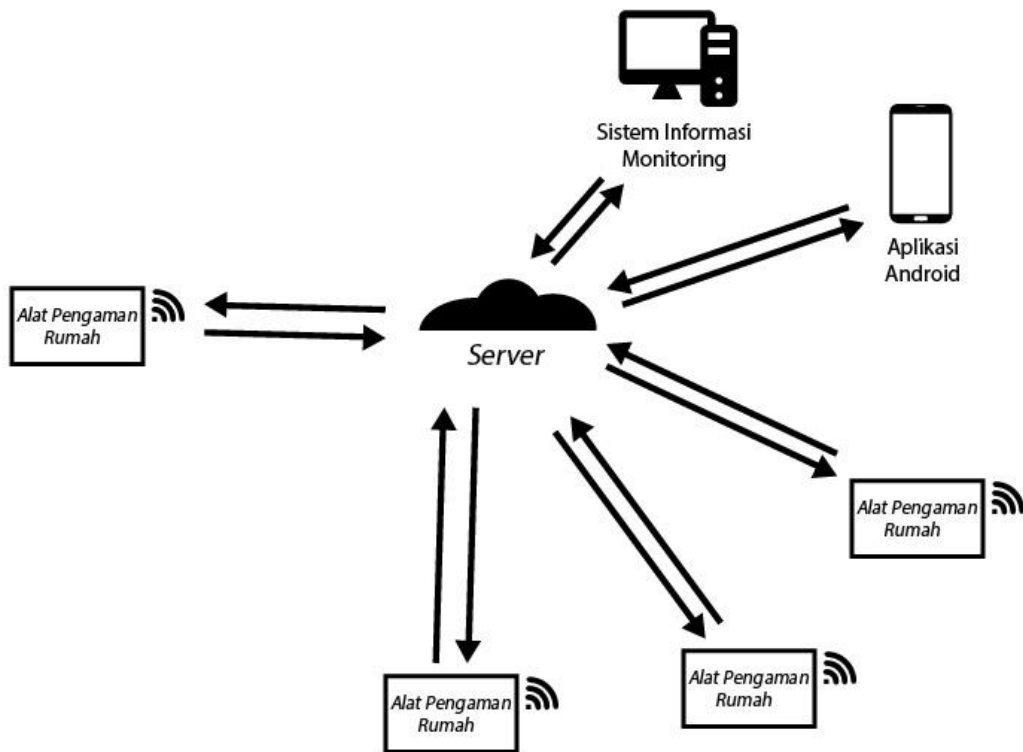 Sistem Informasi
Monitoring
Aplikasi
Android
Alat Pengaman
Rumah
Server
Alat Pengaman
Rumah
Alat Pengaman
Rumah
Alat Pengaman
Rumah